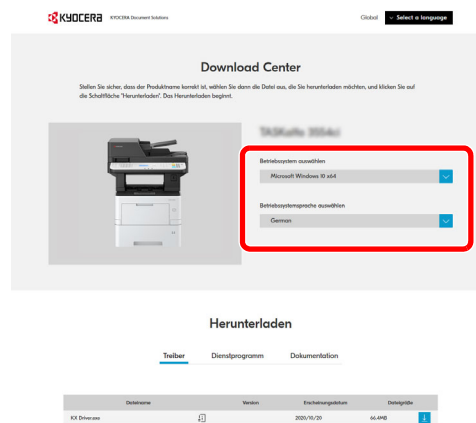 KYOCERA KYOCERA Document Solutions
Global Select a language
Download Center
Stellen Sie sicher, dass der Produktname korrekt ist, wählen Sie dann die Datei aus, die Sie herunterladen möchten, und klicken Sie auf
die Schaltfläche "Herunterladen". Das Herunterladen beginnt.
Betriebssystem auswählen
Microsoft Windows 10 x64
Betriebssystemsprache auswählen
German
Herunterladen
Treiber Dienstprogramm Dokumentation
Dateiname Version Erscheinungsdatum Dateigröße
KX Driver.exe 2020/10/20 66.4MB